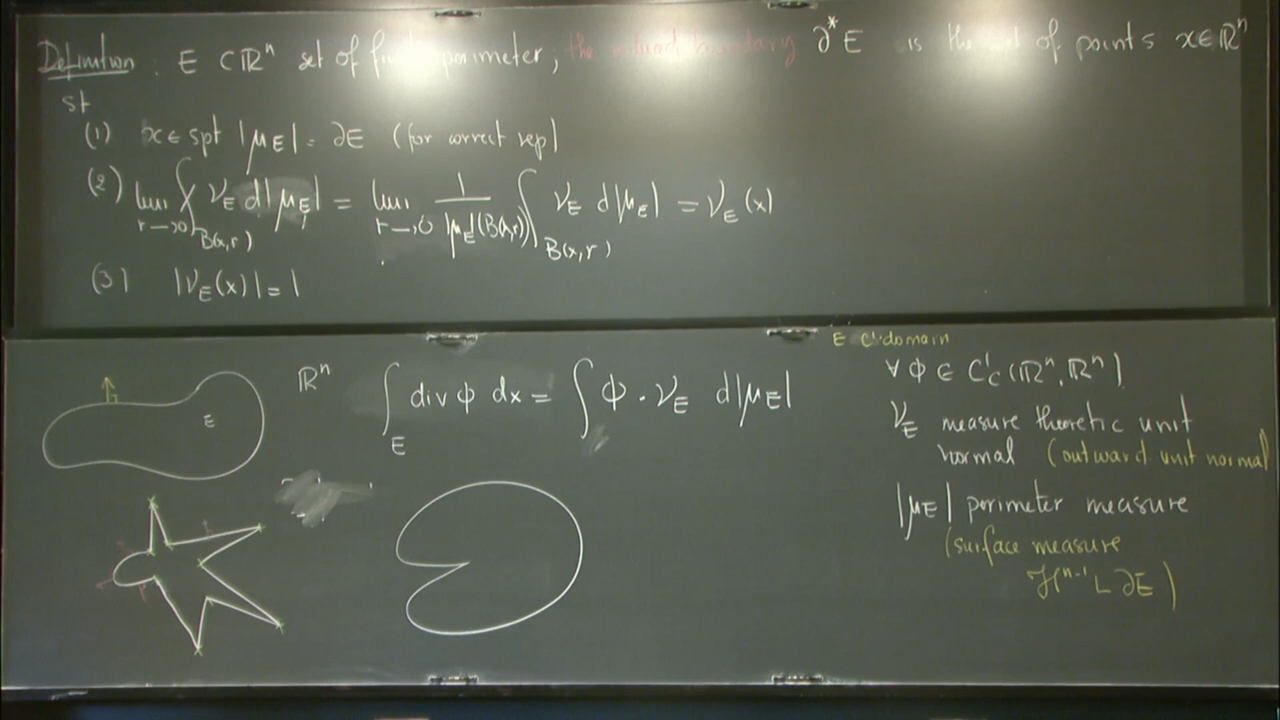 Definition : E ⊂ ℝⁿ set of finite perimeter; the reduced boundary ∂*E is the set of points x∈ℝⁿ
st
(1) x ∈ spt |μ_E| = ∂E (for correct rep)
(2) lim_{r→0} ⨍_{B(x,r)} ν_E d|μ_E| = lim_{r→0} 1/|μ_E|(B(x,r)) ∫_{B(x,r)} ν_E d|μ_E| = ν_E(x)
(3) |ν_E(x)| = 1
E C¹ domain
E
ℝⁿ
∫_E div ϕ dx = ∫ ϕ · ν_E d|μ_E|
∀ ϕ ∈ C_c¹(ℝⁿ, ℝⁿ)
ν_E measure theoretic unit
normal (outward unit normal
|μ_E| perimeter measure
(surface measure
ℋⁿ⁻¹ ∟ ∂E)